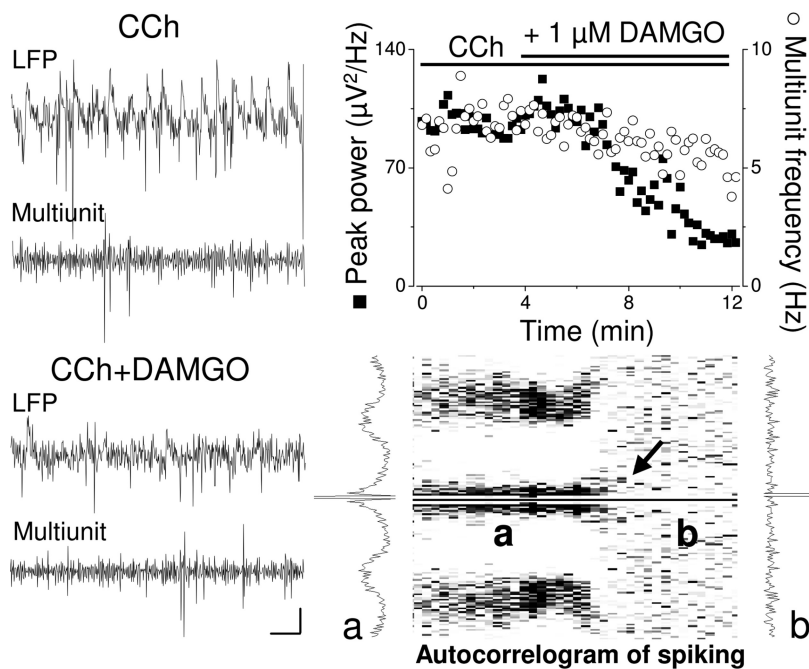 CCh
LFP
Multiunit
CCh+DAMGO
LFP
Multiunit
CCh
+ 1 µM DAMGO
140
70
0
■ Peak power (µV²/Hz)
10
5
0
○ Multiunit frequency (Hz)
0 4 8 12
Time (min)
a
a
b
b
Autocorrelogram of spiking